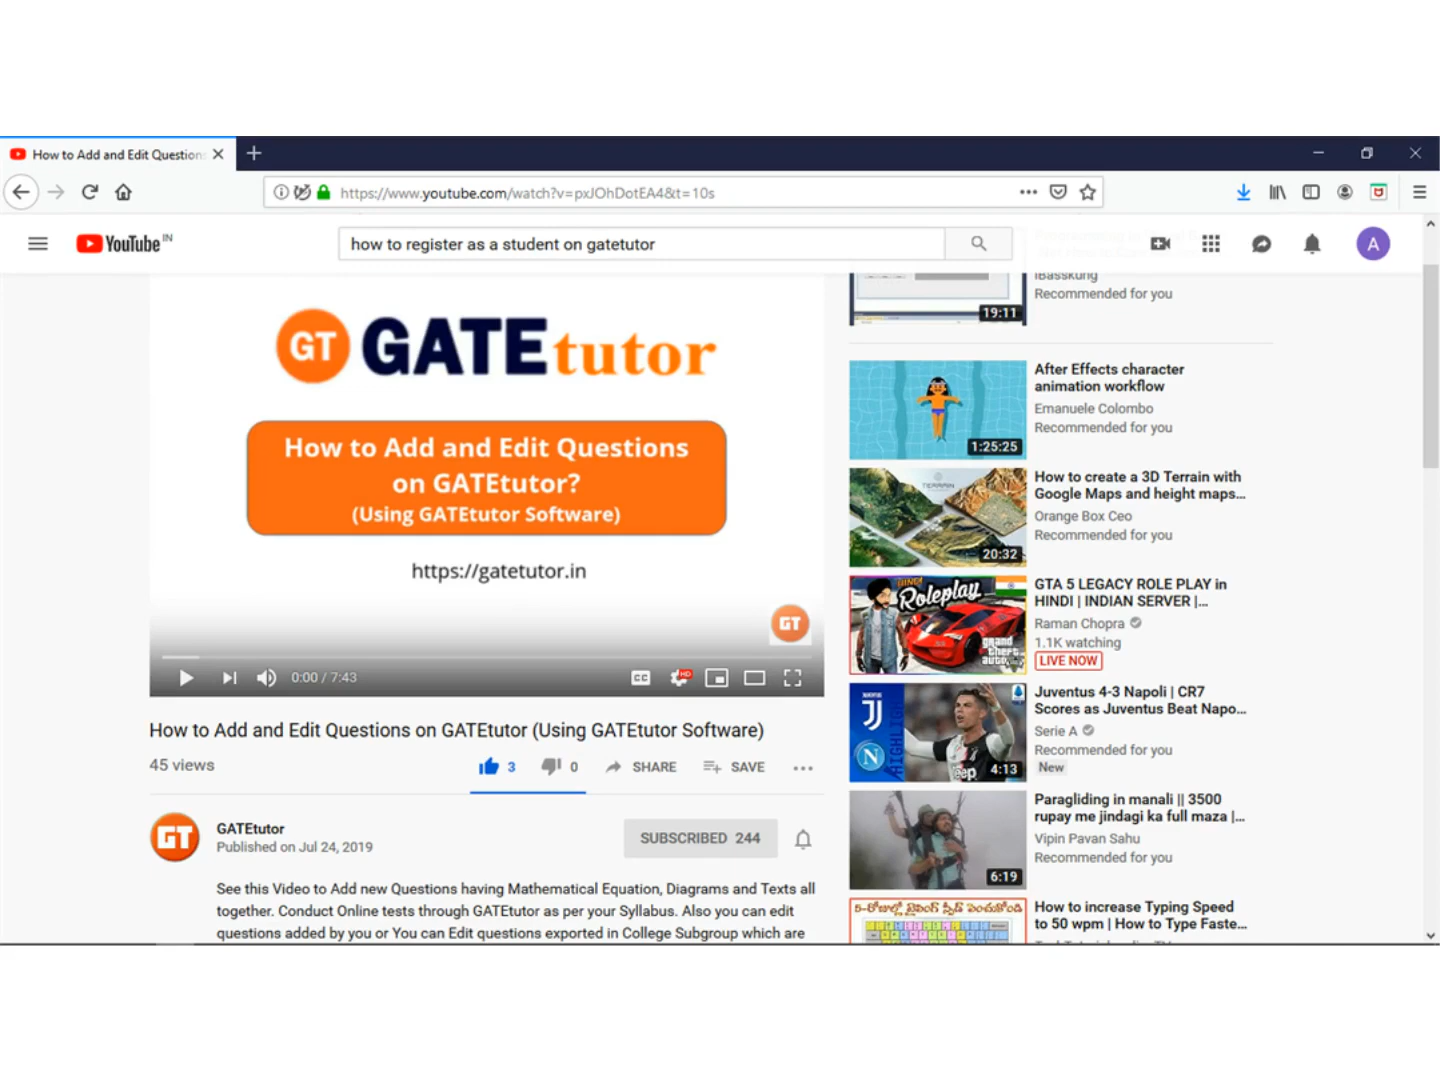 How to Add and Edit Question
https://www.youtube.com/watch?v=pxJOhDotEA4&t=10s
YouTube IN
how to register as a student on gatetutor
A
GT GATEtutor
How to Add and Edit Questions
on GATEtutor?
(Using GATEtutor Software)
https://gatetutor.in
GT
0:00 / 7:43
CC
HD
How to Add and Edit Questions on GATEtutor (Using GATEtutor Software)
45 views
3
0
SHARE
SAVE
GT
GATEtutor
Published on Jul 24, 2019
SUBSCRIBED 244
See this Video to Add new Questions having Mathematical Equation, Diagrams and Texts all
together. Conduct Online tests through GATEtutor as per your Syllabus. Also you can edit
questions added by you or You can Edit questions exported in College Subgroup which are
19:11
Recommended for you
1:25:25
After Effects character
animation workflow
Emanuele Colombo
Recommended for you
TERRAIN
20:32
How to create a 3D Terrain with
Google Maps and height maps...
Orange Box Ceo
Recommended for you
HINDI
Roleplay
grand
theft
auto
GTA 5 LEGACY ROLE PLAY in
HINDI | INDIAN SERVER |...
Raman Chopra
1.1K watching
LIVE NOW
JUVENTUS
N
HIGHLIGH
Jeep
4:13
Juventus 4-3 Napoli | CR7
Scores as Juventus Beat Napo...
Serie A
Recommended for you
New
6:19
Paragliding in manali || 3500
rupay me jindagi ka full maza |...
Vipin Pavan Sahu
Recommended for you
5-రోజుల్లో టైపింగ్ స్పీడ్ పెంచుకోండి
How to increase Typing Speed
to 50 wpm | How to Type Faste...